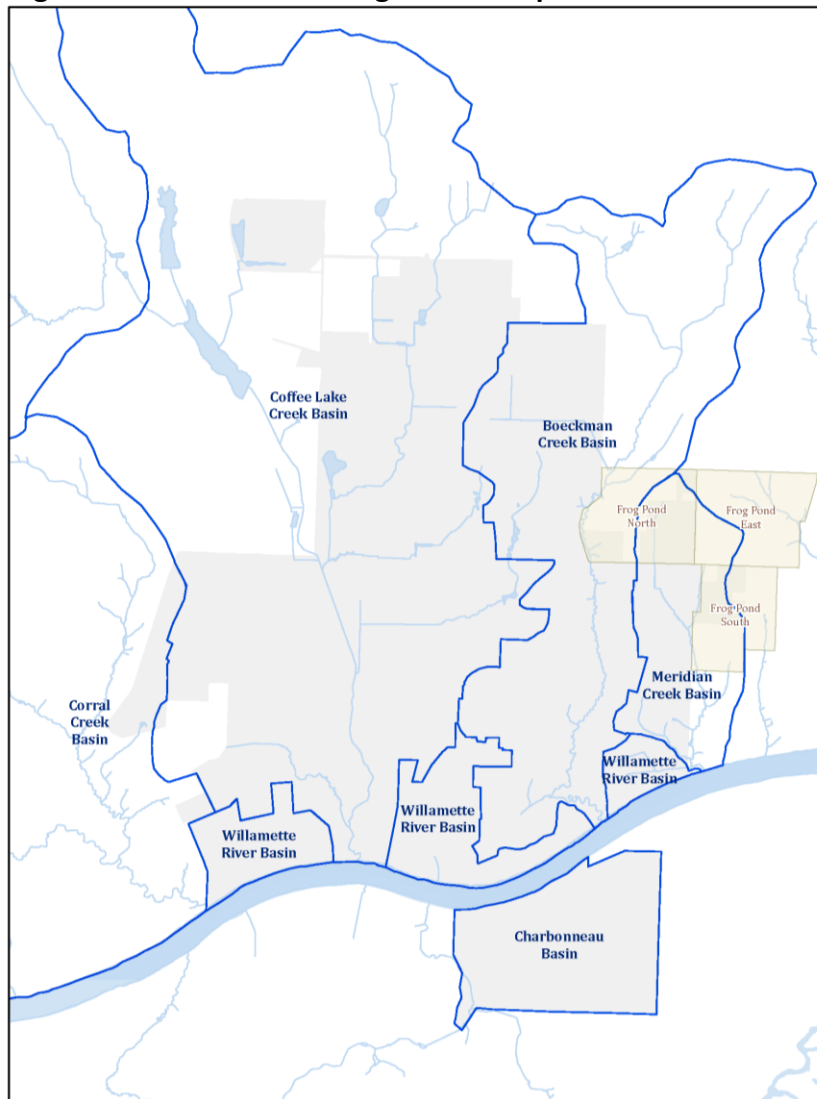 Coffee Lake
Creek Basin
Boeckman
Creek Basin
Frog Pond
North
Frog Pond
East
Frog Pond
South
Meridian
Creek Basin
Corral
Creek
Basin
Willamette
River Basin
Willamette
River Basin
Willamette
River Basin
Charbonneau
Basin